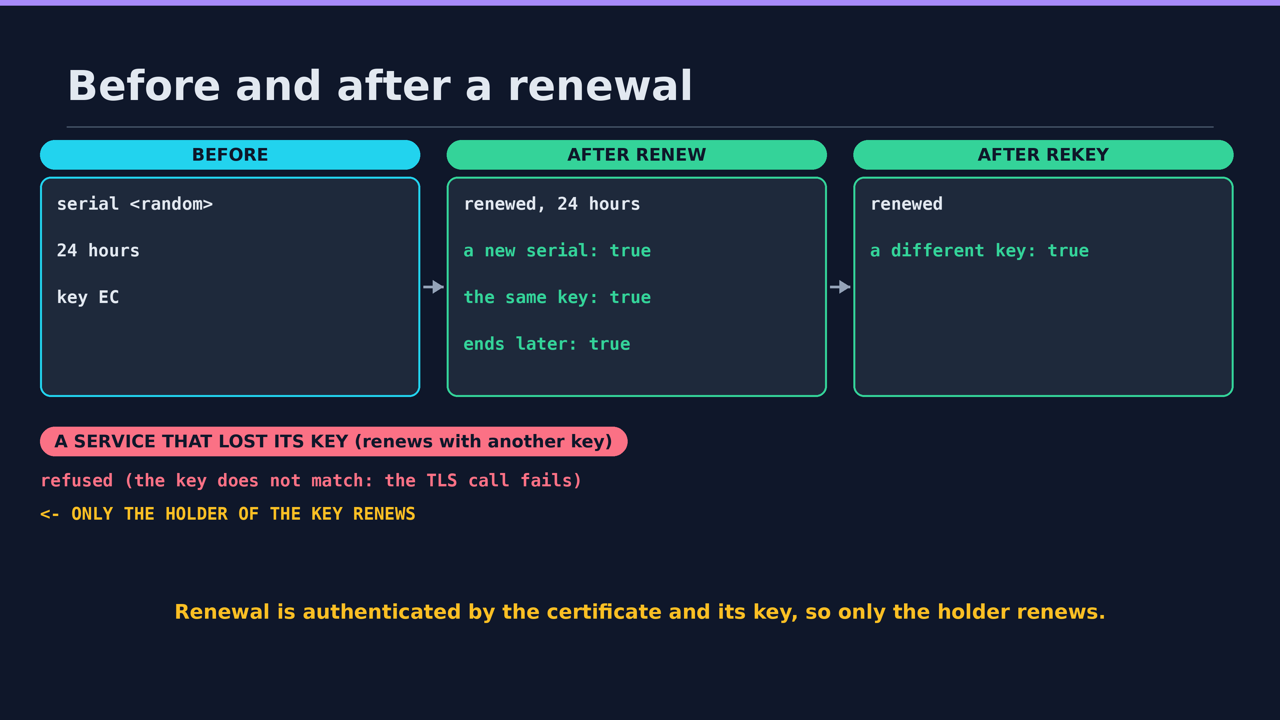 Before and after a renewal
BEFORE
serial <random>
24 hours
key EC
AFTER RENEW
renewed, 24 hours
a new serial: true
the same key: true
ends later: true
AFTER REKEY
renewed
a different key: true
A SERVICE THAT LOST ITS KEY (renews with another key)
refused (the key does not match: the TLS call fails)
<- ONLY THE HOLDER OF THE KEY RENEWS
Renewal is authenticated by the certificate and its key, so only the holder renews.